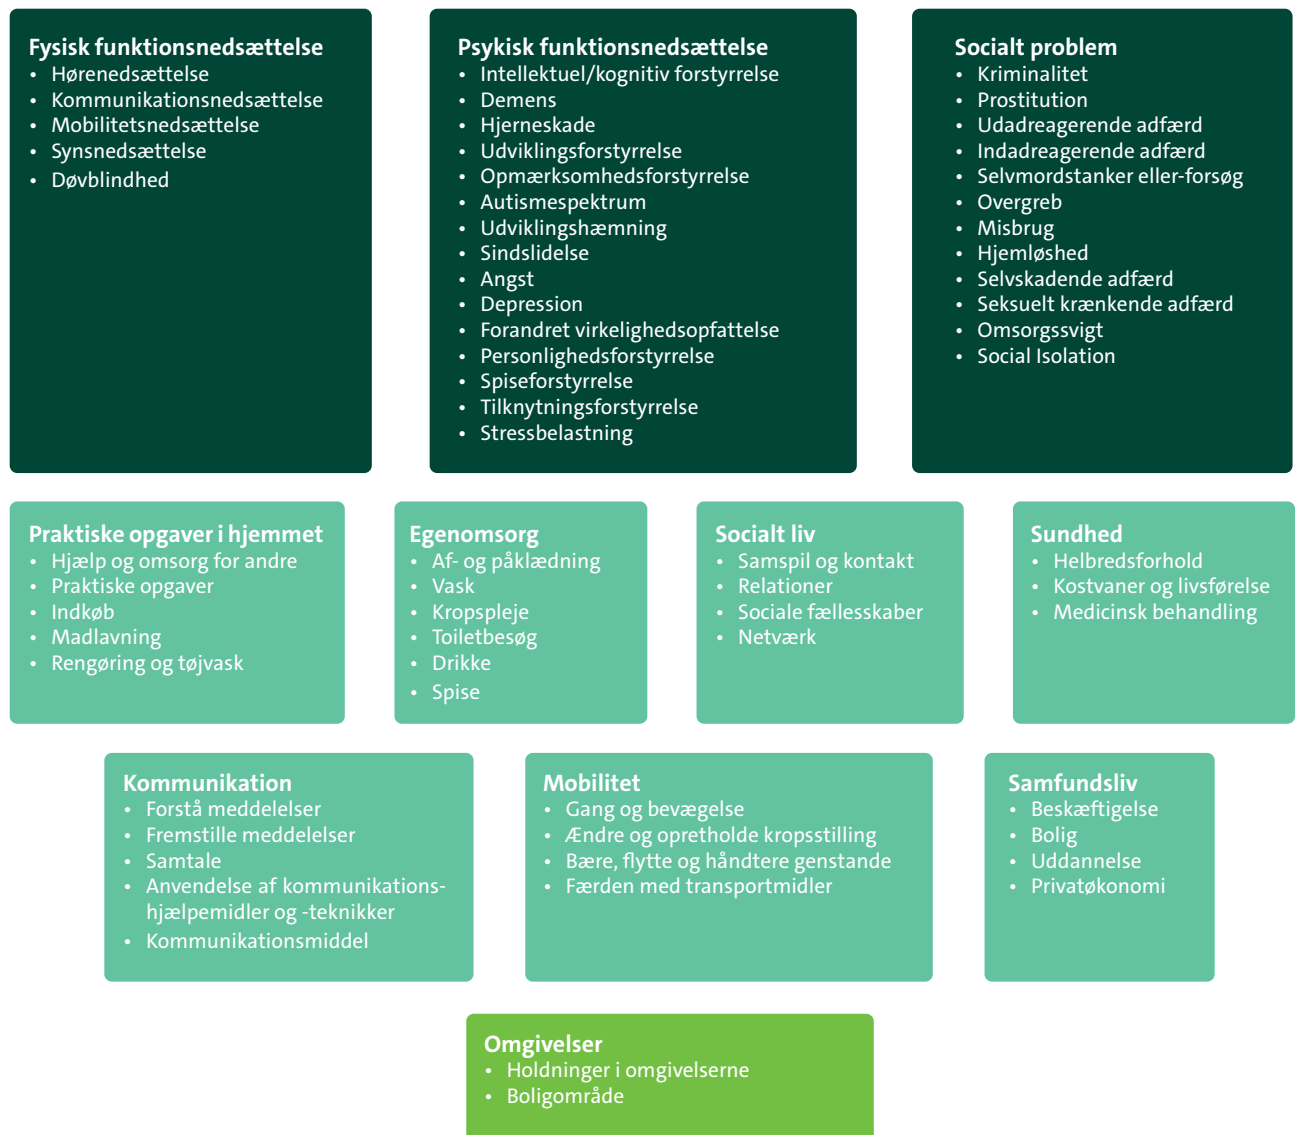 Fysisk funktionsnedsættelse
• Hørenedsættelse
• Kommunikationsnedsættelse
• Mobilitetsnedsættelse
• Synsnedsættelse
• Døvblindhed
Psykisk funktionsnedsættelse
• Intellektuel/kognitiv forstyrrelse
• Demens
• Hjerneskade
• Udviklingsforstyrrelse
• Opmærksomhedsforstyrrelse
• Autismespektrum
• Udviklingshæmning
• Sindslidelse
• Angst
• Depression
• Forandret virkelighedsopfattelse
• Personlighedsforstyrrelse
• Spiseforstyrrelse
• Tilknytningsforstyrrelse
• Stressbelastning
Socialt problem
• Kriminalitet
• Prostitution
• Udadreagerende adfærd
• Indadreagerende adfærd
• Selvmordstanker eller-forsøg
• Overgreb
• Misbrug
• Hjemløshed
• Selvskadende adfærd
• Seksuelt krænkende adfærd
• Omsorgssvigt
• Social Isolation
Praktiske opgaver i hjemmet
• Hjælp og omsorg for andre
• Praktiske opgaver
• Indkøb
• Madlavning
• Rengøring og tøjvask
Egenomsorg
• Af- og påklædning
• Vask
• Kropspleje
• Toiletbesøg
• Drikke
• Spise
Socialt liv
• Samspil og kontakt
• Relationer
• Sociale fællesskaber
• Netværk
Sundhed
• Helbredsforhold
• Kostvaner og livsførelse
• Medicinsk behandling
Kommunikation
• Forstå meddelelser
• Fremstille meddelelser
• Samtale
• Anvendelse af kommunikations-
hjælpemidler og -teknikker
• Kommunikationsmiddel
Mobilitet
• Gang og bevægelse
• Ændre og opretholde kropsstilling
• Bære, flytte og håndtere genstande
• Færden med transportmidler
Samfundsliv
• Beskæftigelse
• Bolig
• Uddannelse
• Privatøkonomi
Omgivelser
• Holdninger i omgivelserne
• Boligområde